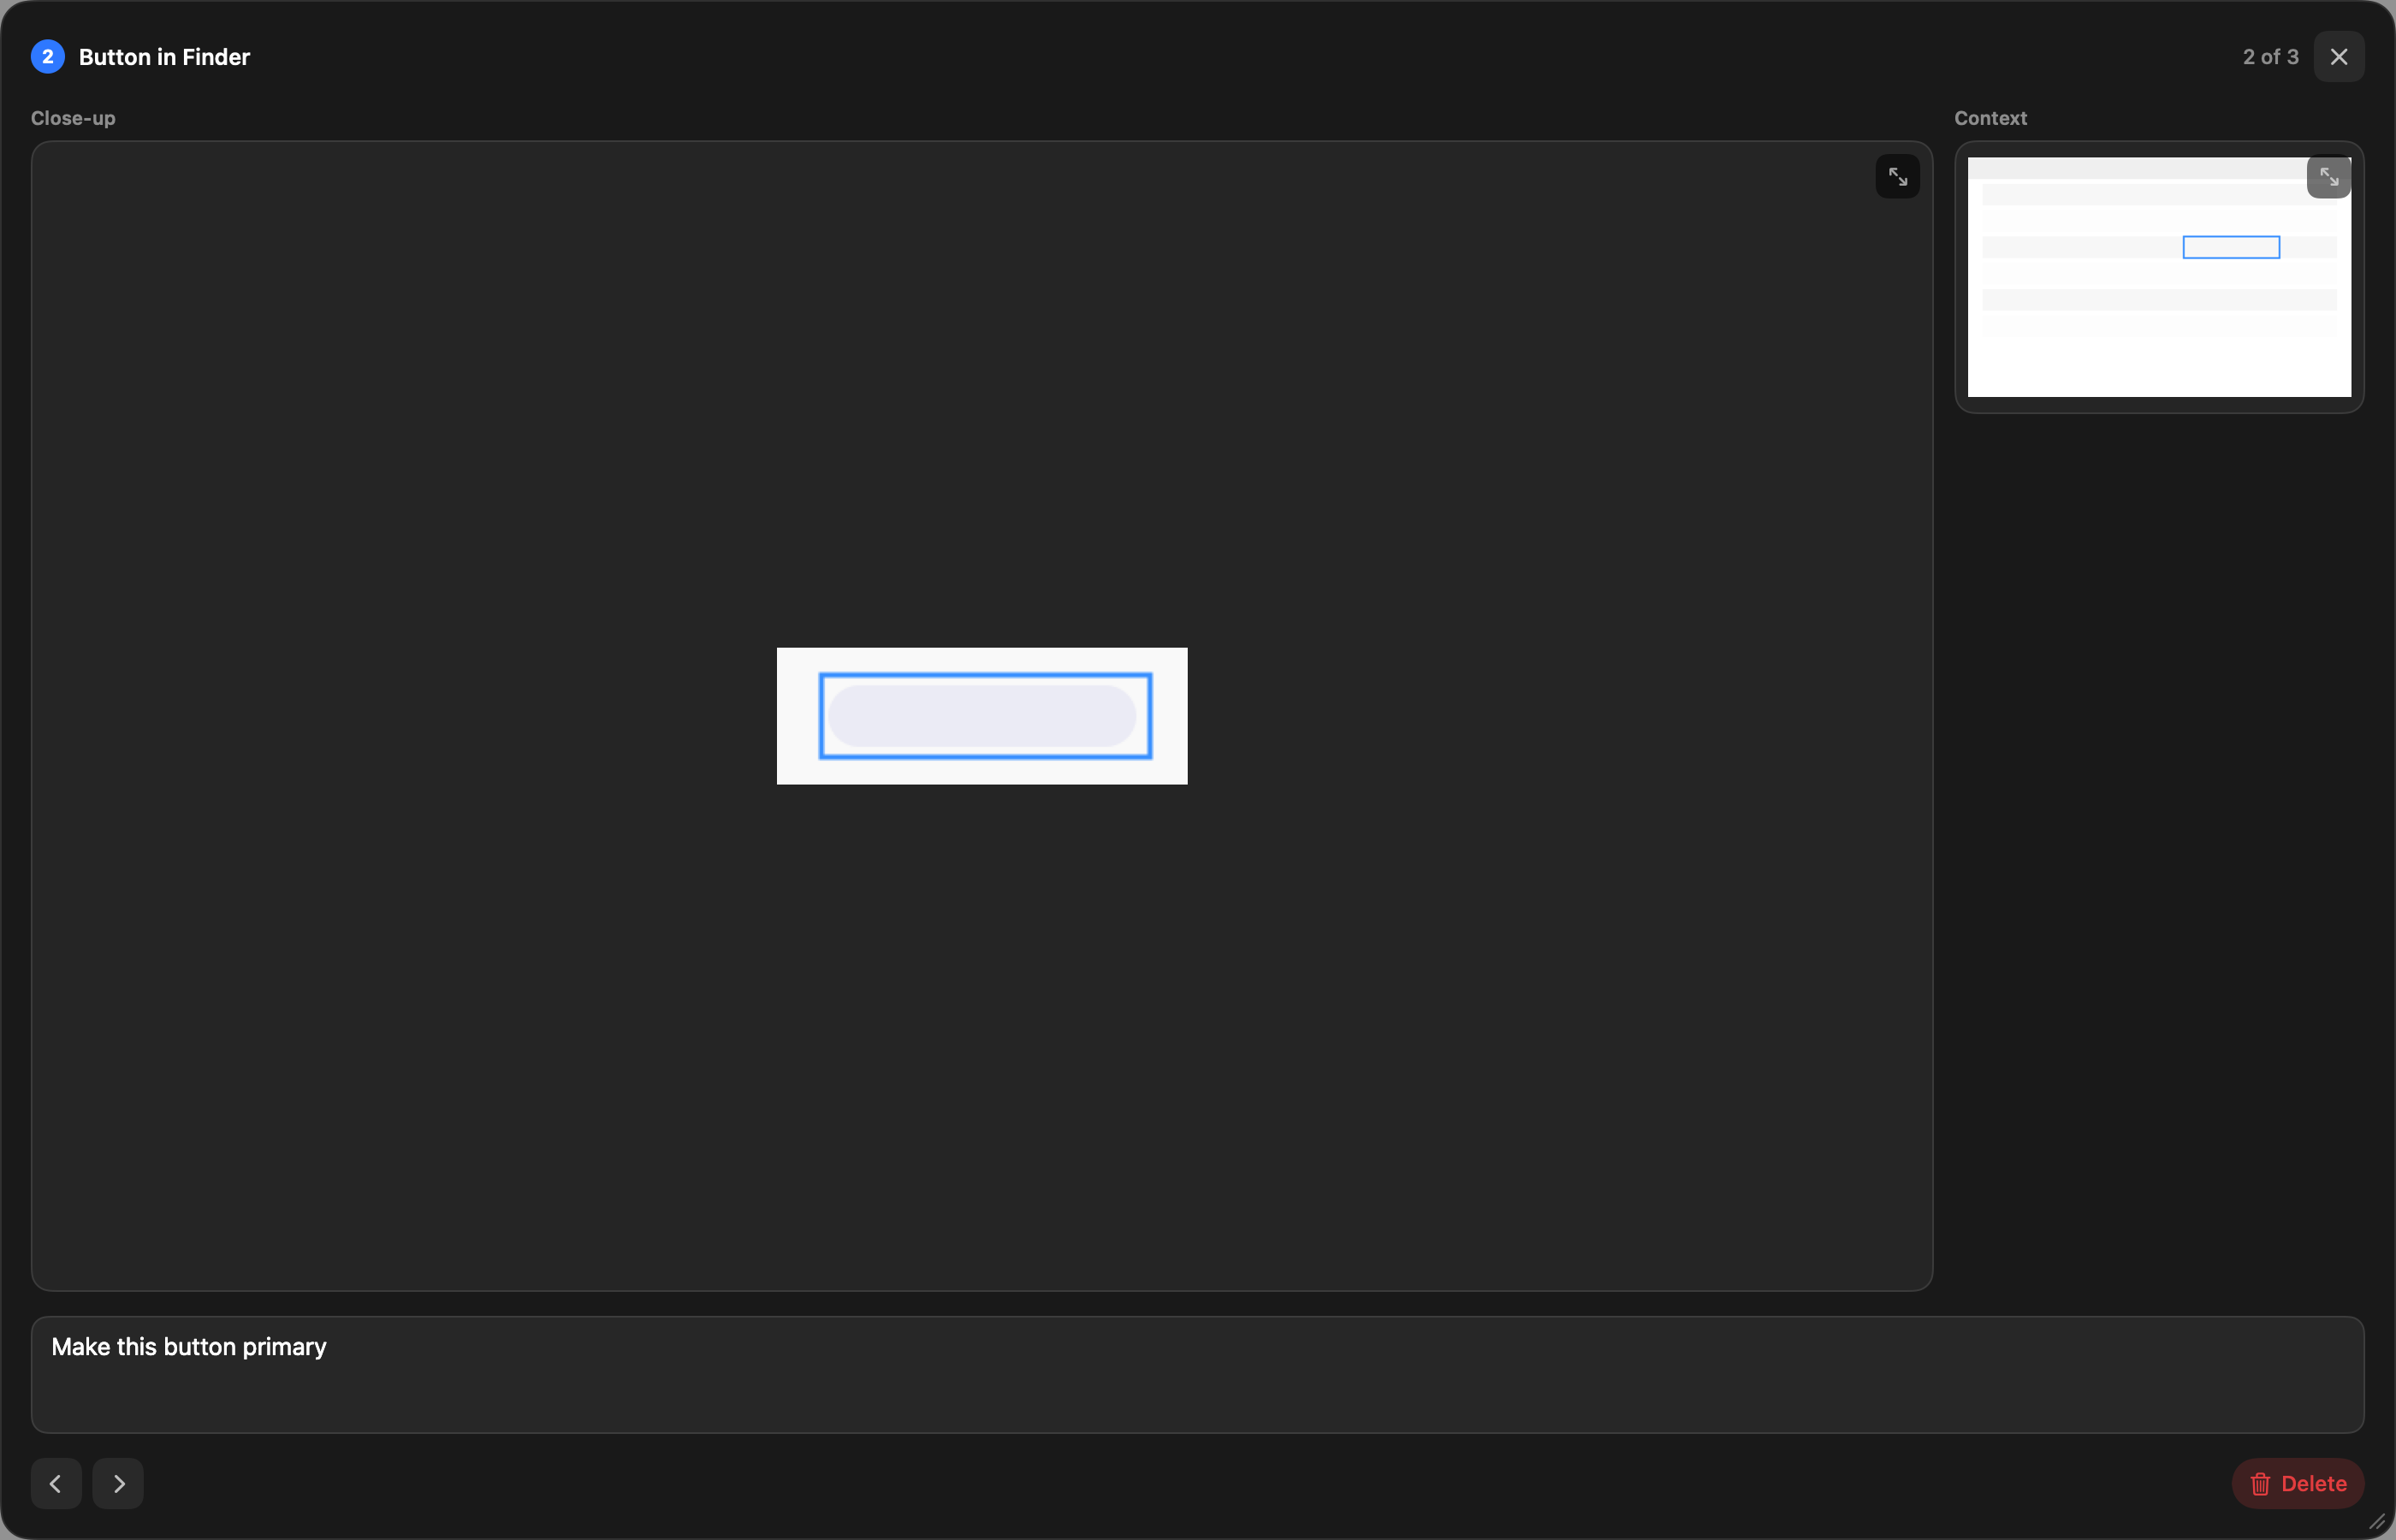 2 Button in Finder
2 of 3
Close-up
Context
Make this button primary
Delete